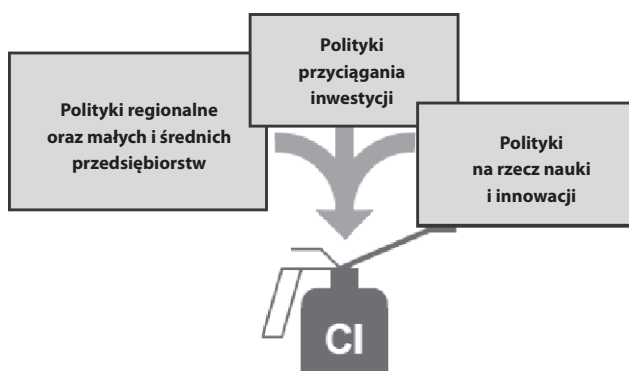 Polityki regionalne
oraz małych i średnich
przedsiębiorstw
Polityki
przyciągania
inwestycji
Polityki
na rzecz nauki
i innowacji
CI